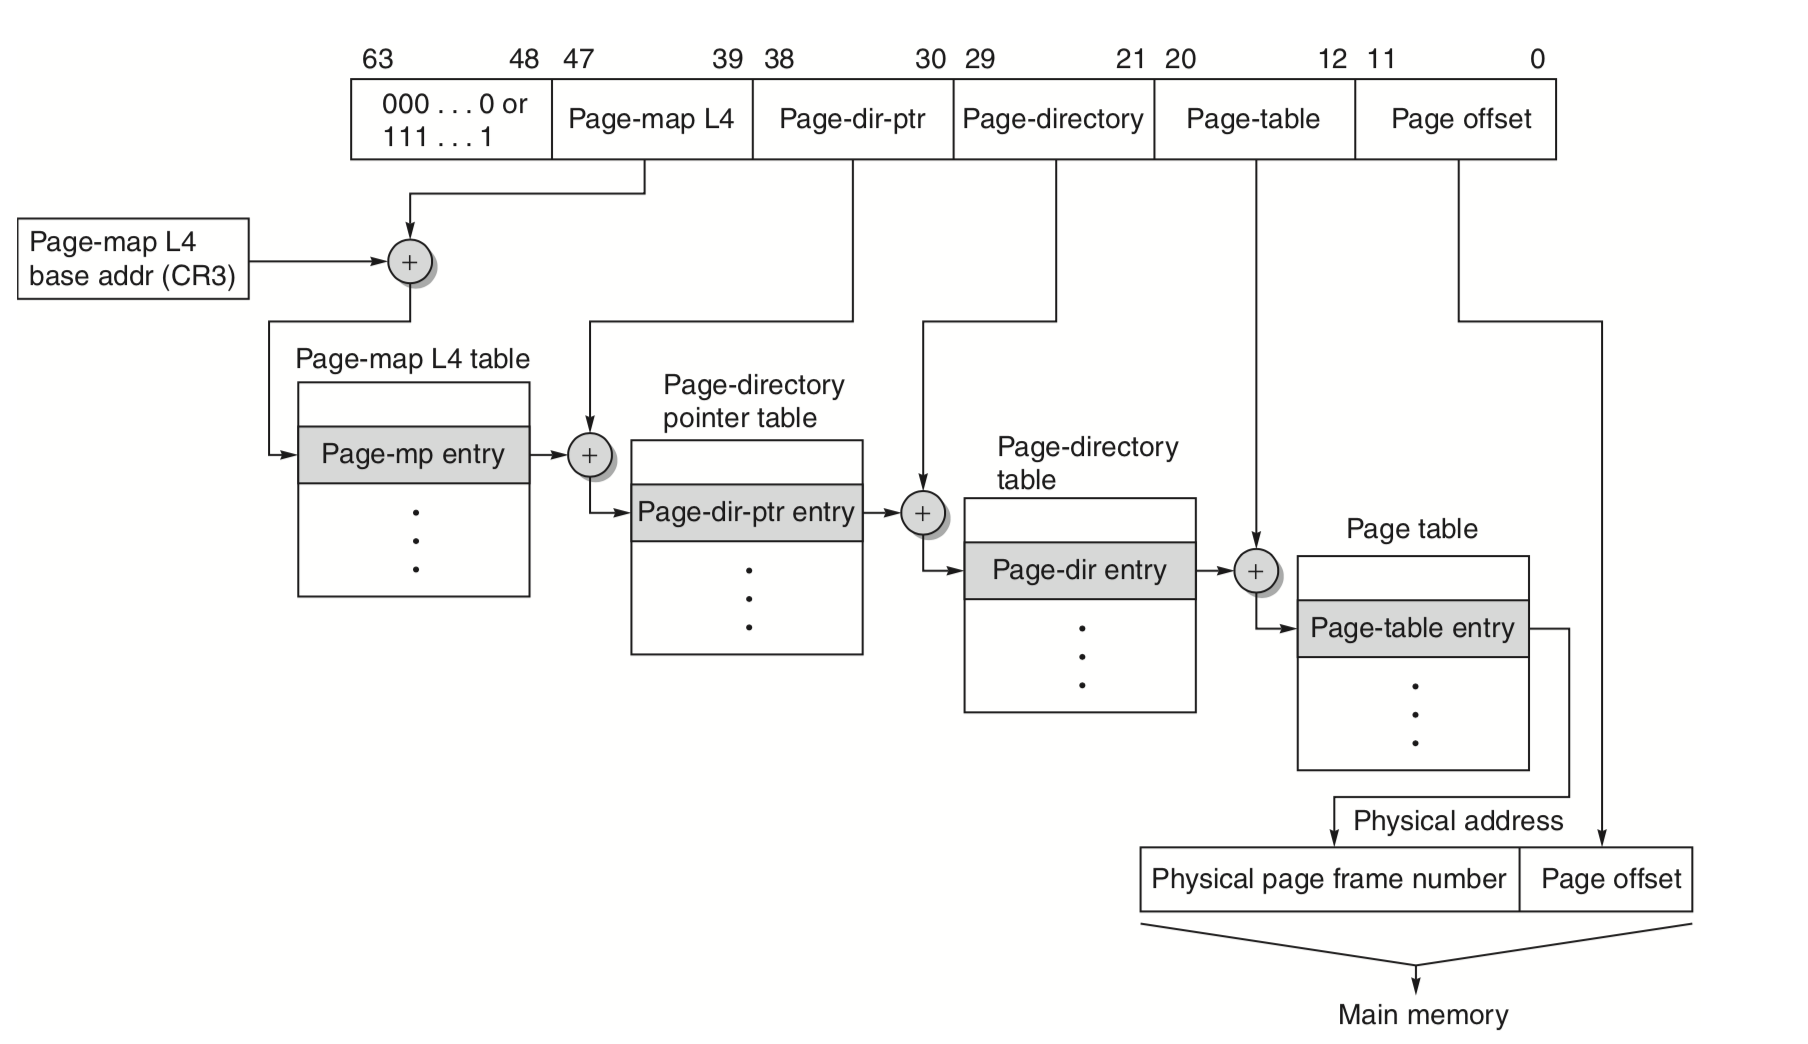 63 48 47 39 38 30 29 21 20 12 11 0
000 . . . 0 or
111 . . . 1
Page-map L4
Page-dir-ptr
Page-directory
Page-table
Page offset
Page-map L4
base addr (CR3)
+
Page-map L4 table
Page-mp entry
+
Page-directory
pointer table
Page-dir-ptr entry
+
Page-directory
table
Page-dir entry
+
Page table
Page-table entry
Physical address
Physical page frame number
Page offset
Main memory